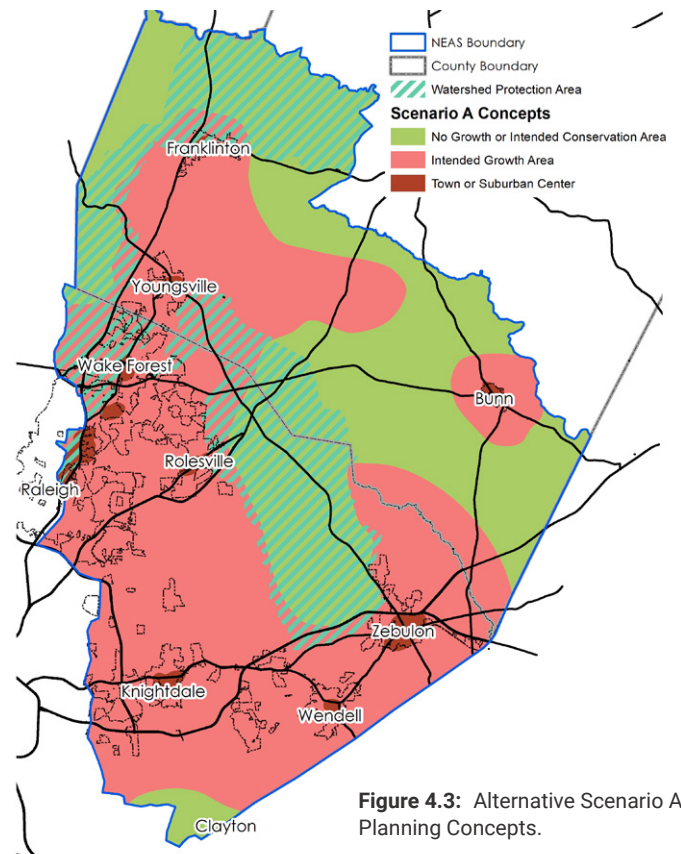 NEAS Boundary
County Boundary
Watershed Protection Area
Scenario A Concepts
No Growth or Intended Conservation Area
Intended Growth Area
Town or Suburban Center
Franklinton
Youngsville
Wake Forest
Bunn
Rolesville
Raleigh
Zebulon
Knightdale
Wendell
Clayton
Figure 4.3: Alternative Scenario A
Planning Concepts.